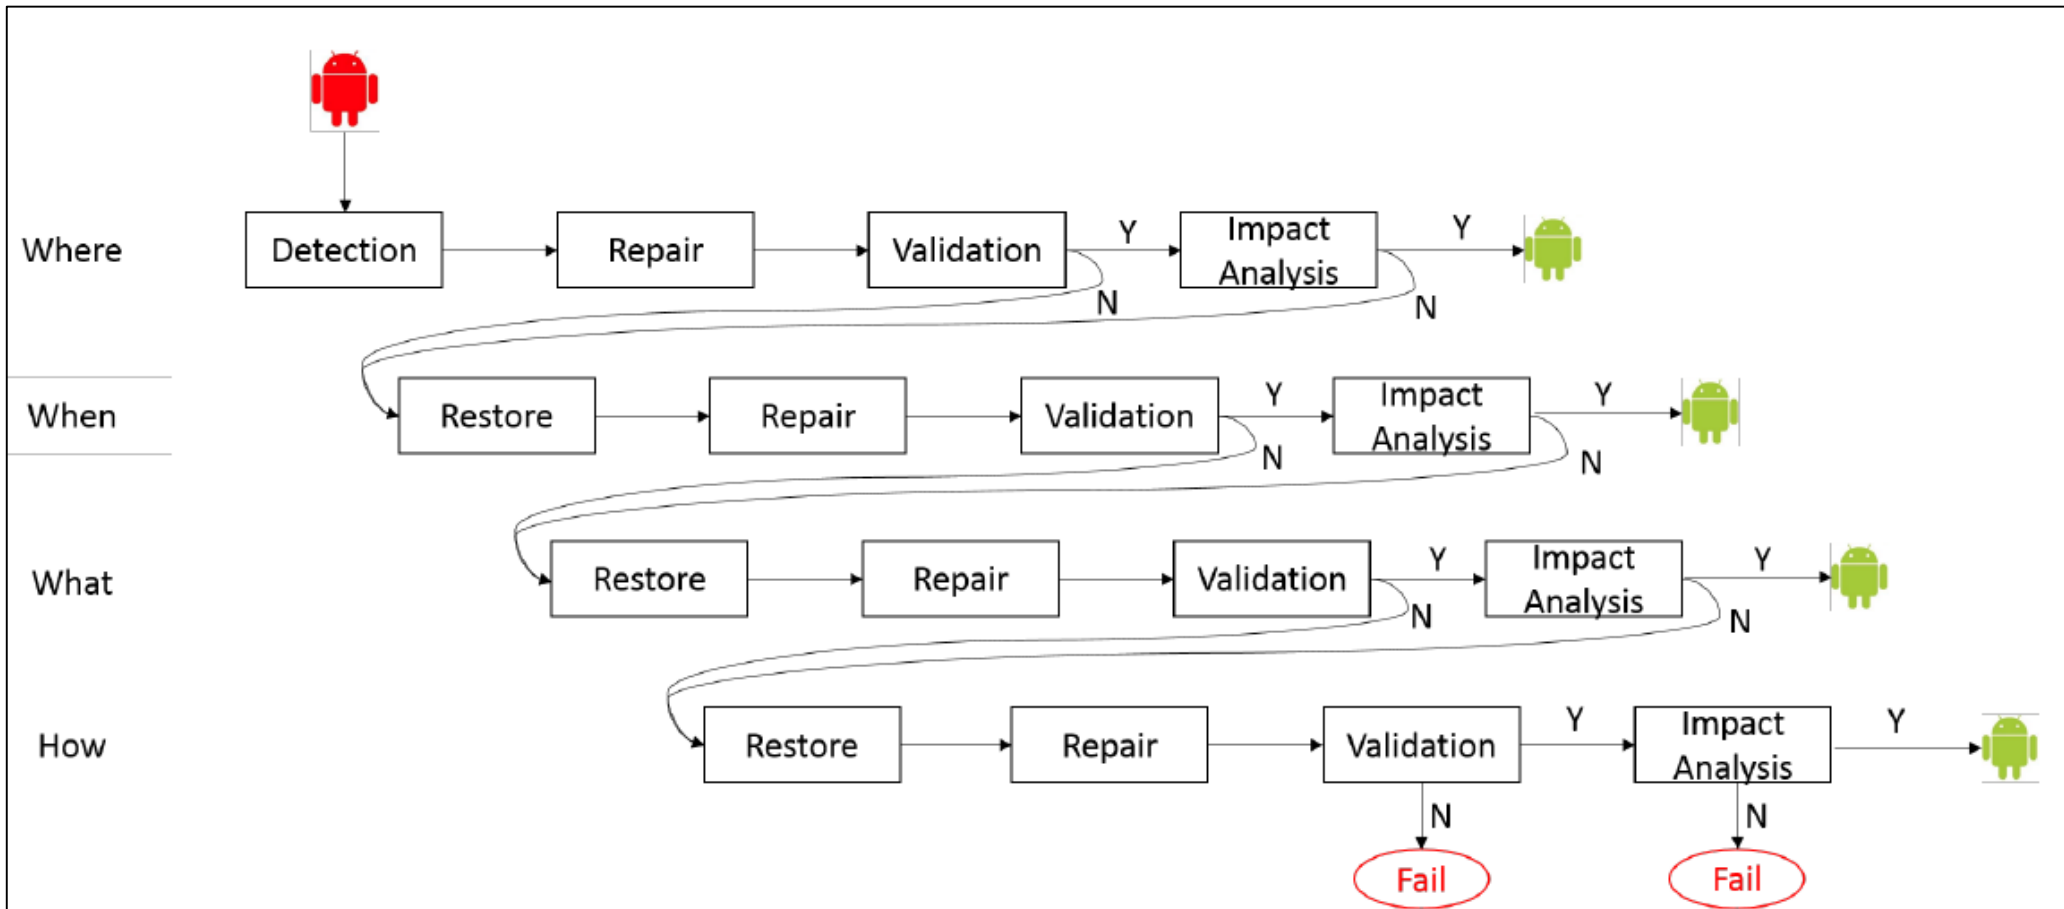 Where
Detection
Repair
Validation
Y
N
Impact
Analysis
Y
N
When
Restore
Repair
Validation
Y
N
Impact
Analysis
Y
N
What
Restore
Repair
Validation
Y
N
Impact
Analysis
Y
N
How
Restore
Repair
Validation
Y
Impact
Analysis
Y
N
N
Fail
Fail